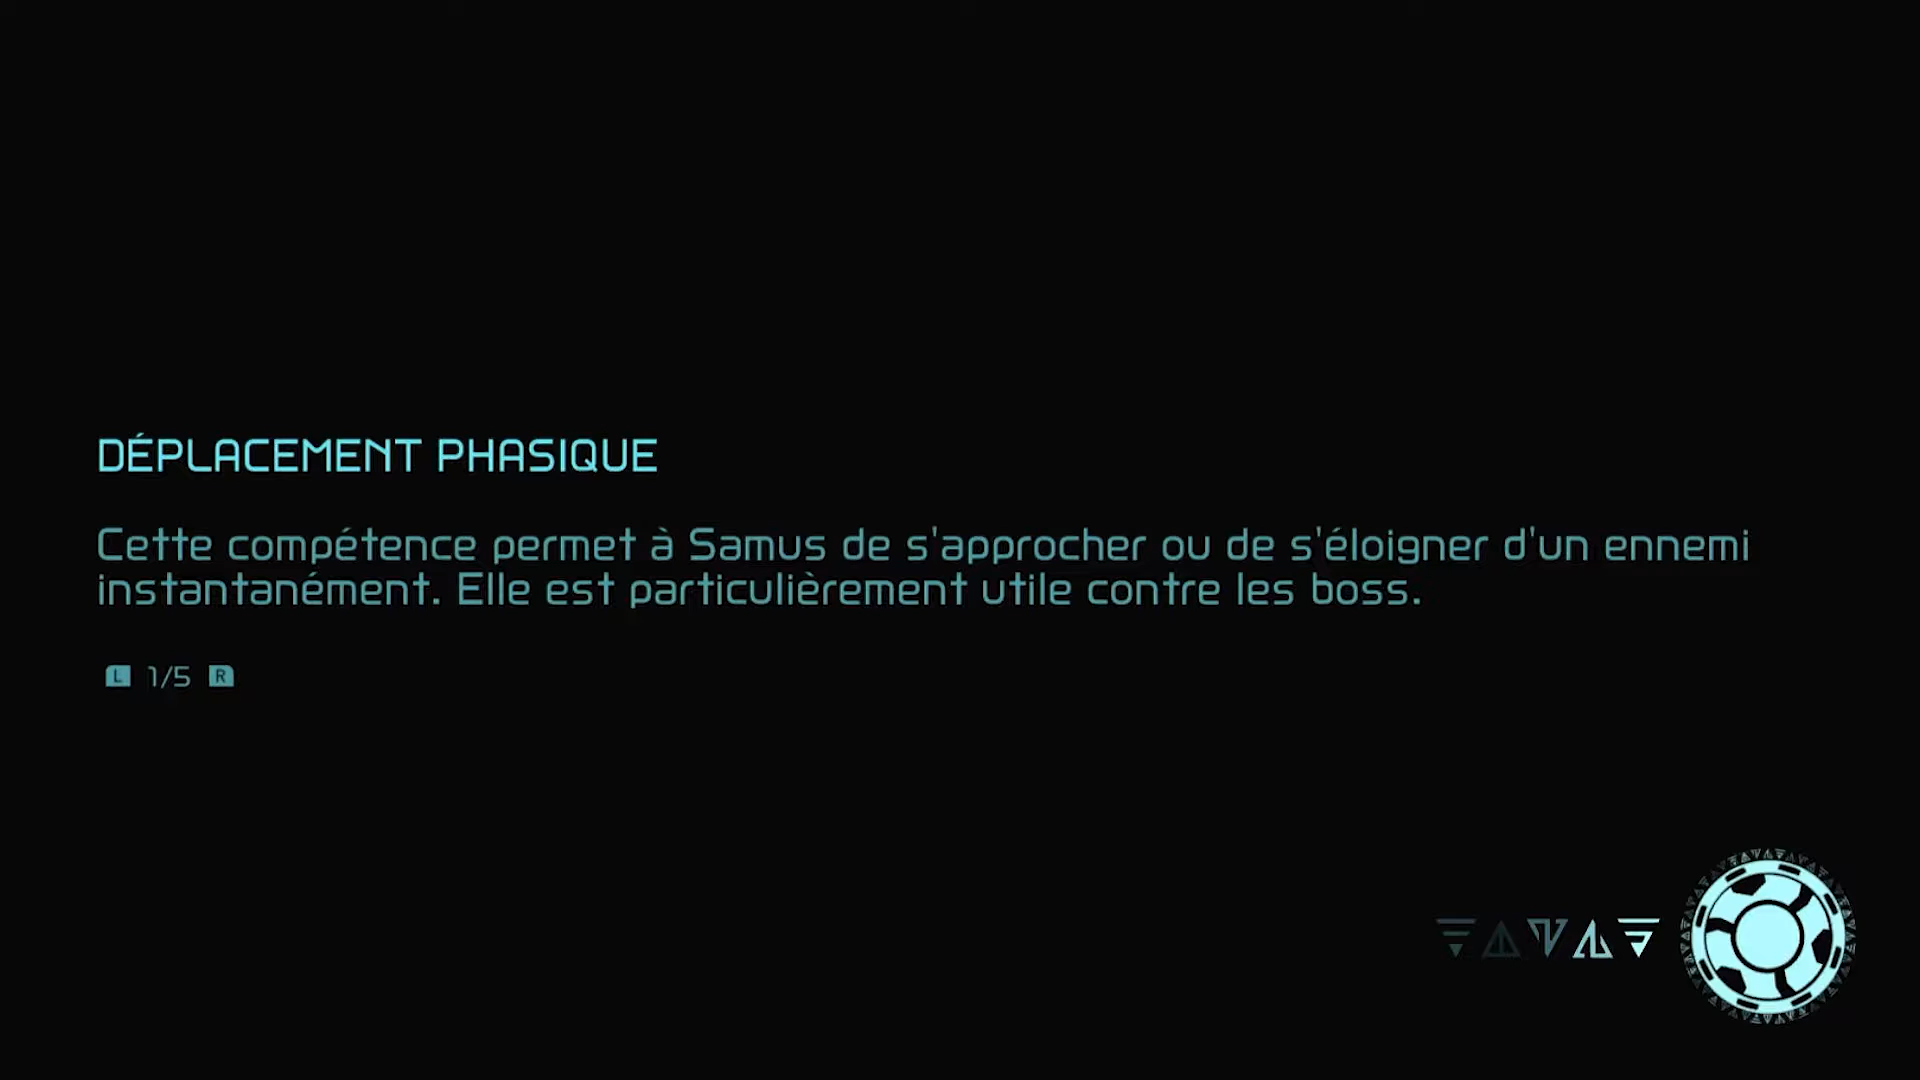 DÉPLACEMENT PHASIQUE
Cette compétence permet à Samus de s'approcher ou de s'éloigner d'un ennemi
instantanément. Elle est particulièrement utile contre les boss.
L 1/5 R